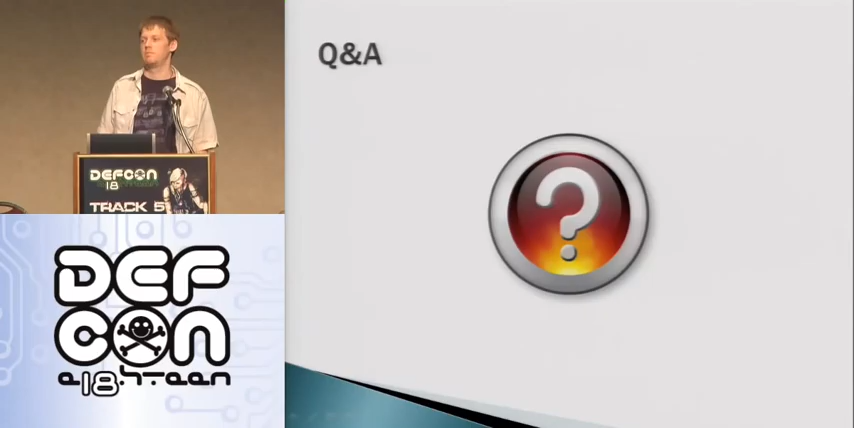 Q&A
?
DEFCON
18
TRACK 5
DEF
CON
e18hteen